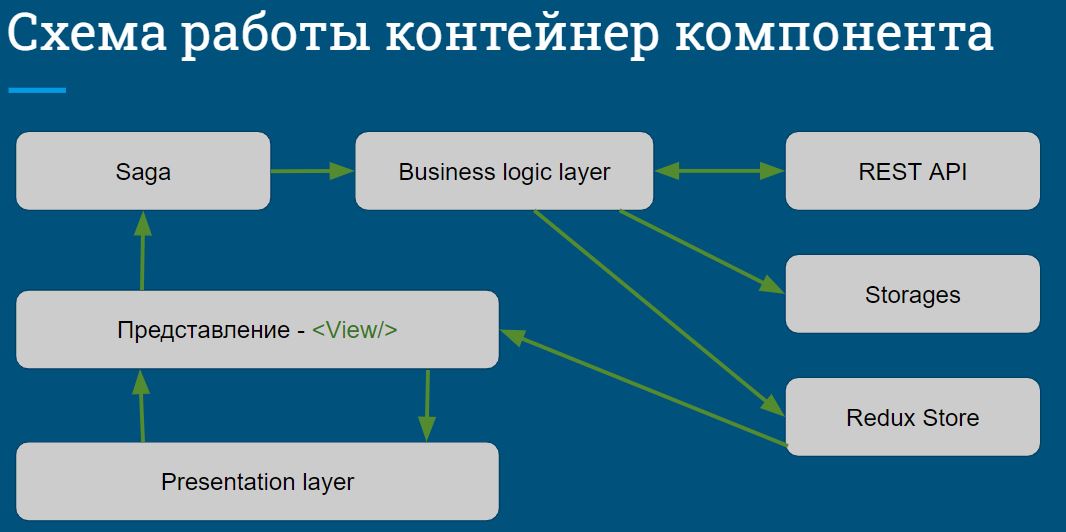 Схема работы контейнер компонента
Saga
Business logic layer
REST API
Storages
Представление - <View/>
Redux Store
Presentation layer